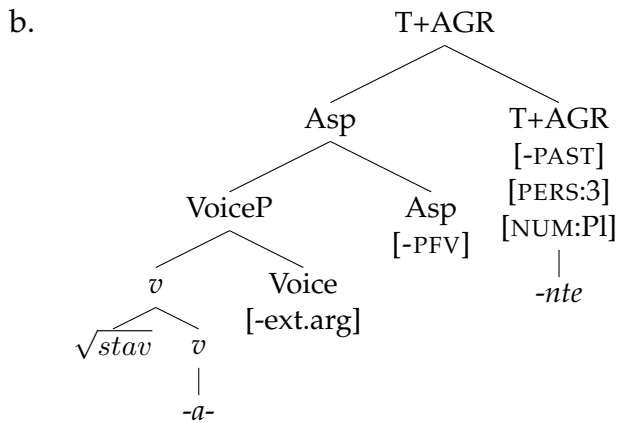 b.
T+AGR
Asp T+AGR
[-PAST]
VoiceP Asp [PERS:3]
[-PFV] [NUM:Pl]
v Voice -nte
[-ext.arg]
√stav v
-a-